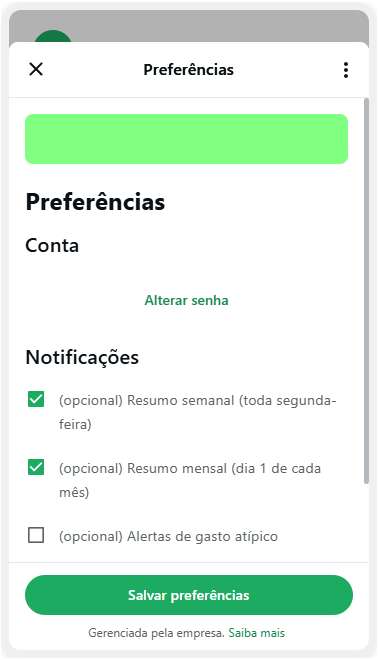 Preferências
Preferências
Conta
Alterar senha
Notificações
(opcional) Resumo semanal (toda segunda-
feira)
(opcional) Resumo mensal (dia 1 de cada
mês)
(opcional) Alertas de gasto atípico
Salvar preferências
Gerenciada pela empresa. Saiba mais